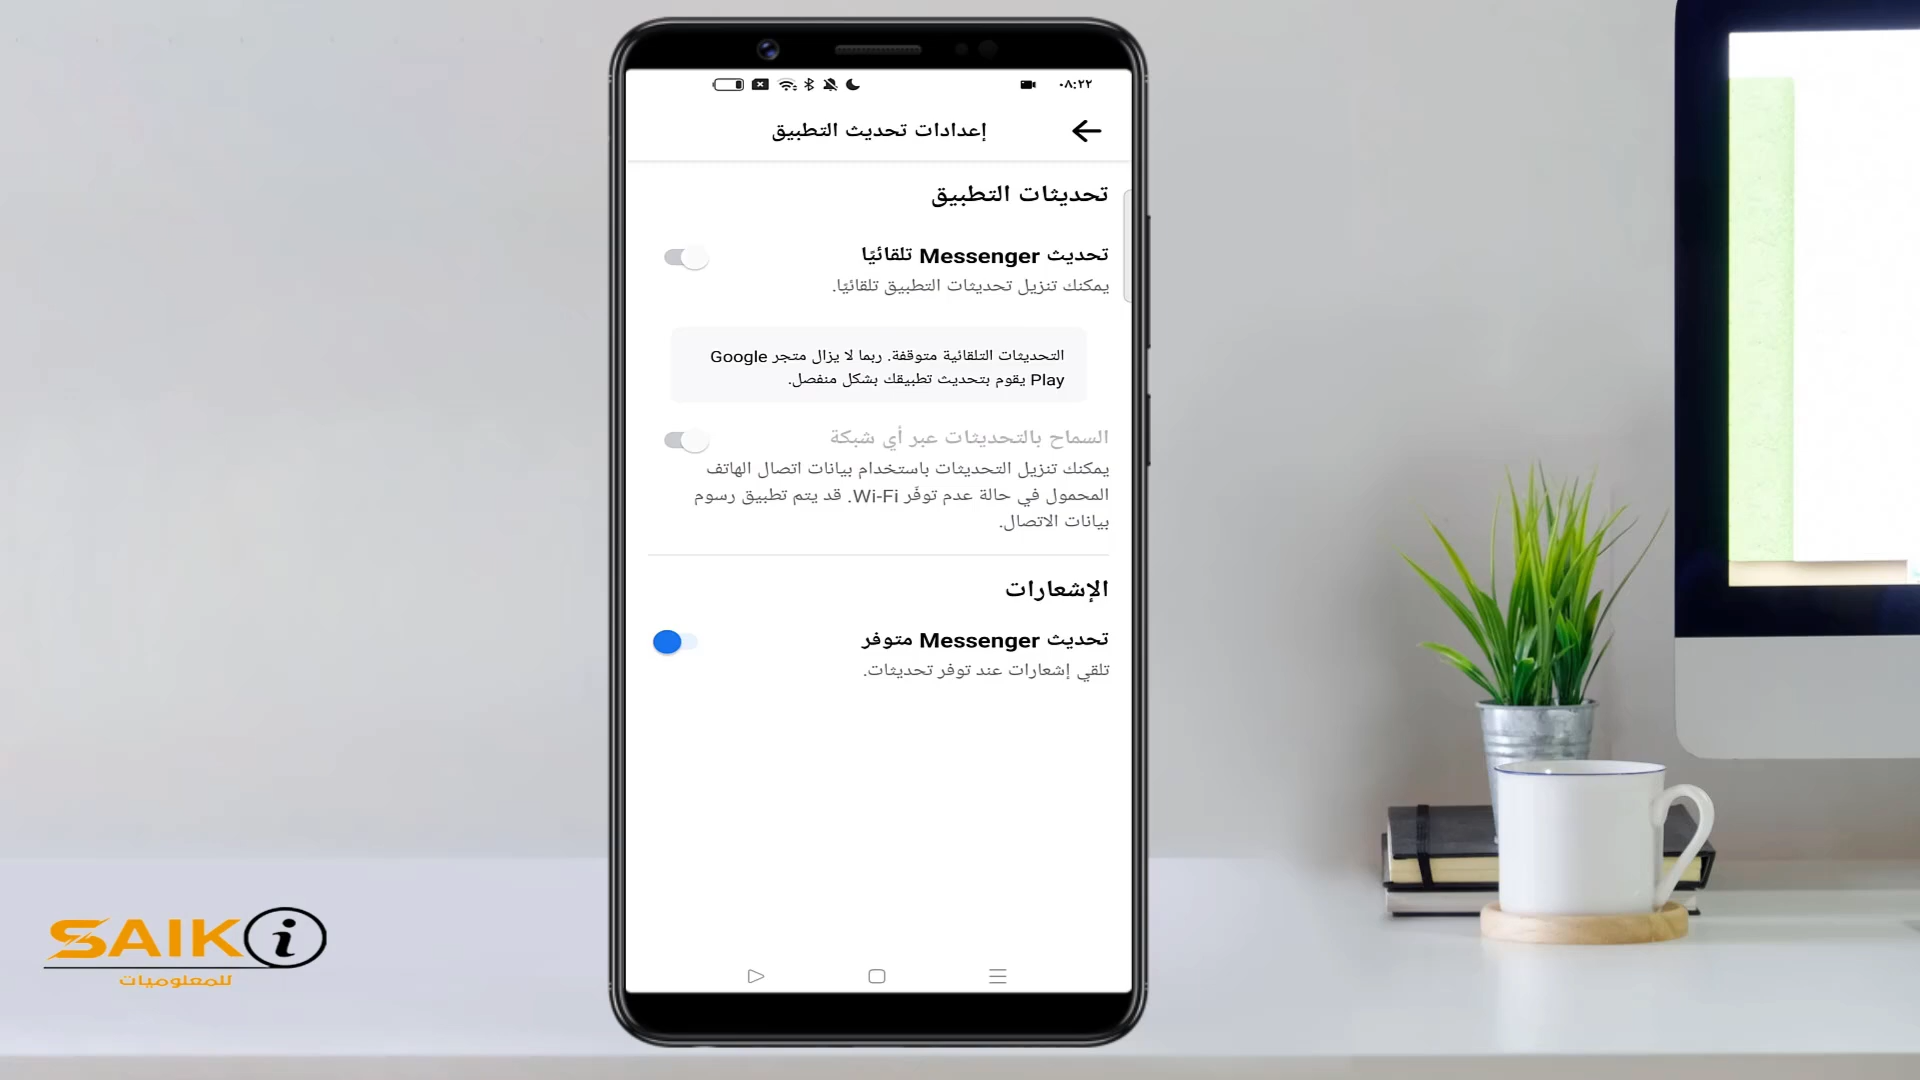 ٠٨:٢٢
إعدادات تحديث التطبيق
تحديثات التطبيق
تحديث Messenger تلقائيًا
يمكنك تنزيل تحديثات التطبيق تلقائيًا.
التحديثات التلقائية متوقفة. ربما لا يزال متجر Google
Play يقوم بتحديث تطبيقك بشكل منفصل.
السماح بالتحديثات عبر أي شبكة
يمكنك تنزيل التحديثات باستخدام بيانات اتصال الهاتف
المحمول في حالة عدم توفّر Wi-Fi. قد يتم تطبيق رسوم
بيانات الاتصال.
الإشعارات
تحديث Messenger متوفر
تلقي إشعارات عند توفر تحديثات.
SAIKi
للمعلوميات